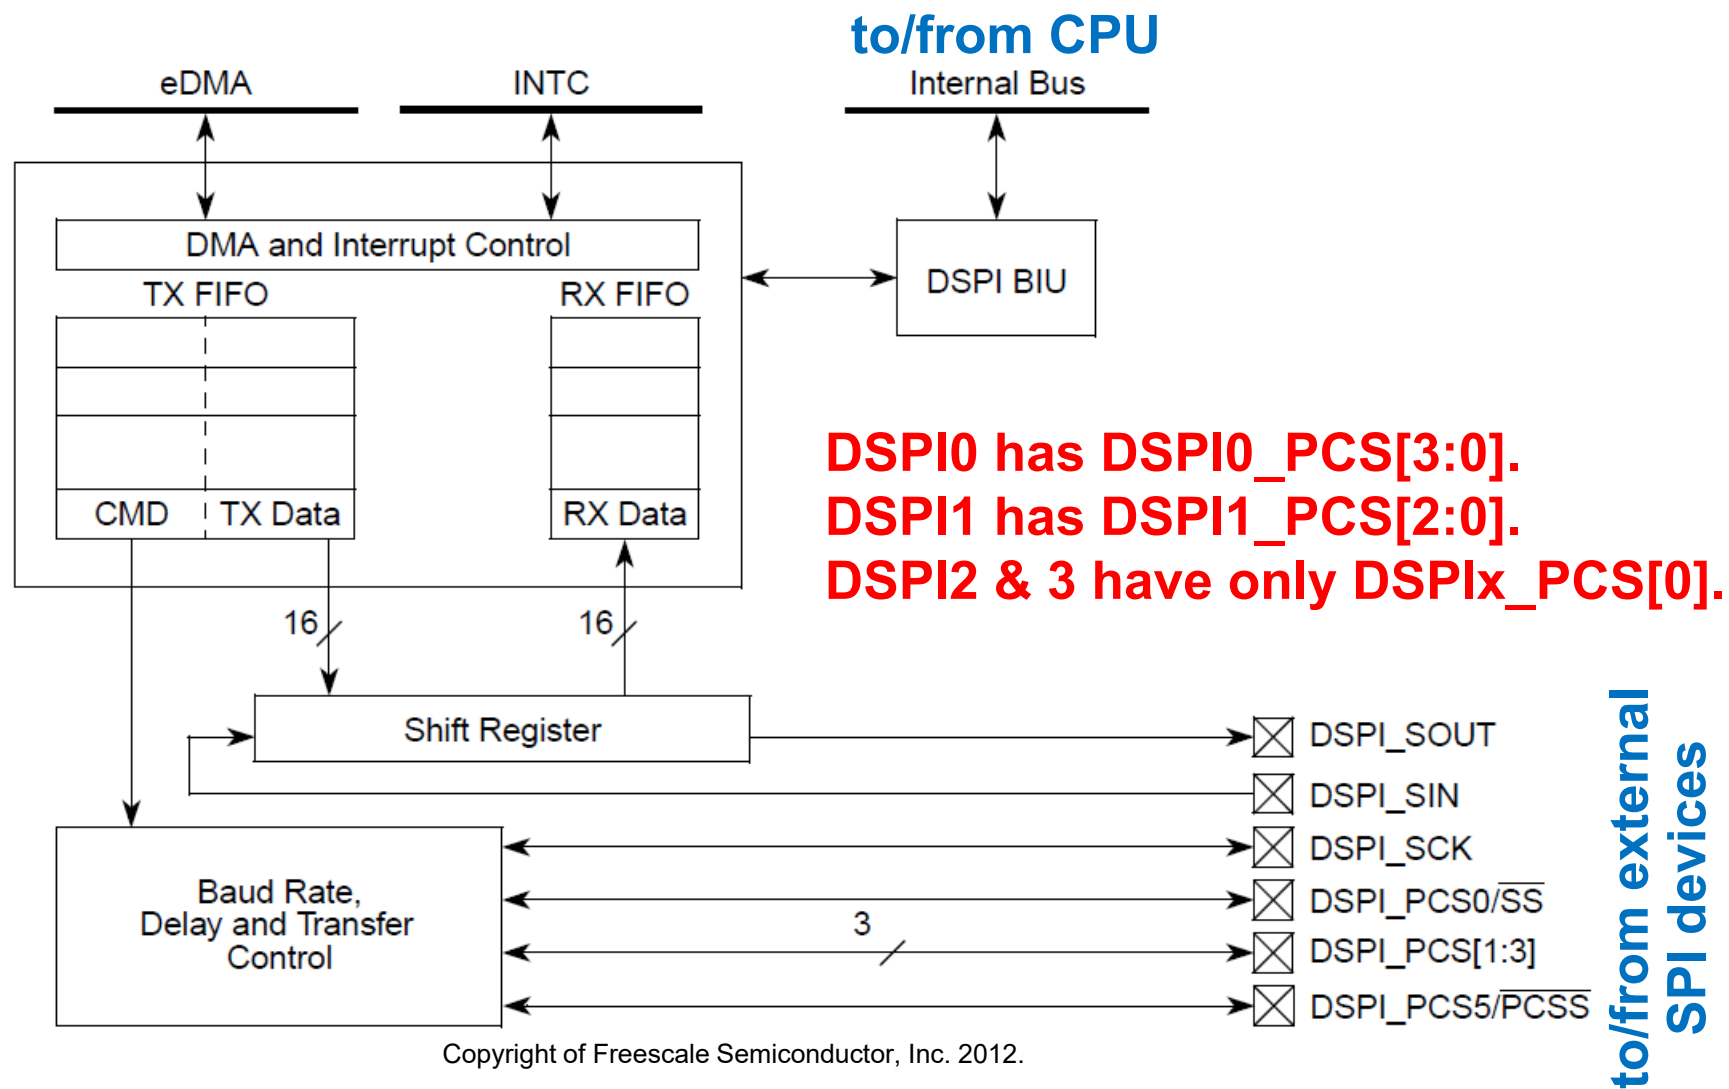 to/from CPU
eDMA
INTC
Internal Bus
DMA and Interrupt Control
DSPI BIU
TX FIFO
RX FIFO
CMD
TX Data
RX Data
DSPI0 has DSPI0_PCS[3:0].
DSPI1 has DSPI1_PCS[2:0].
DSPI2 & 3 have only DSPIx_PCS[0].
16
16
Shift Register
DSPI_SOUT
DSPI_SIN
DSPI_SCK
Baud Rate,
Delay and Transfer
Control
DSPI_PCS0/SS
3
DSPI_PCS[1:3]
DSPI_PCS5/PCSS
to/from external
SPI devices
Copyright of Freescale Semiconductor, Inc. 2012.